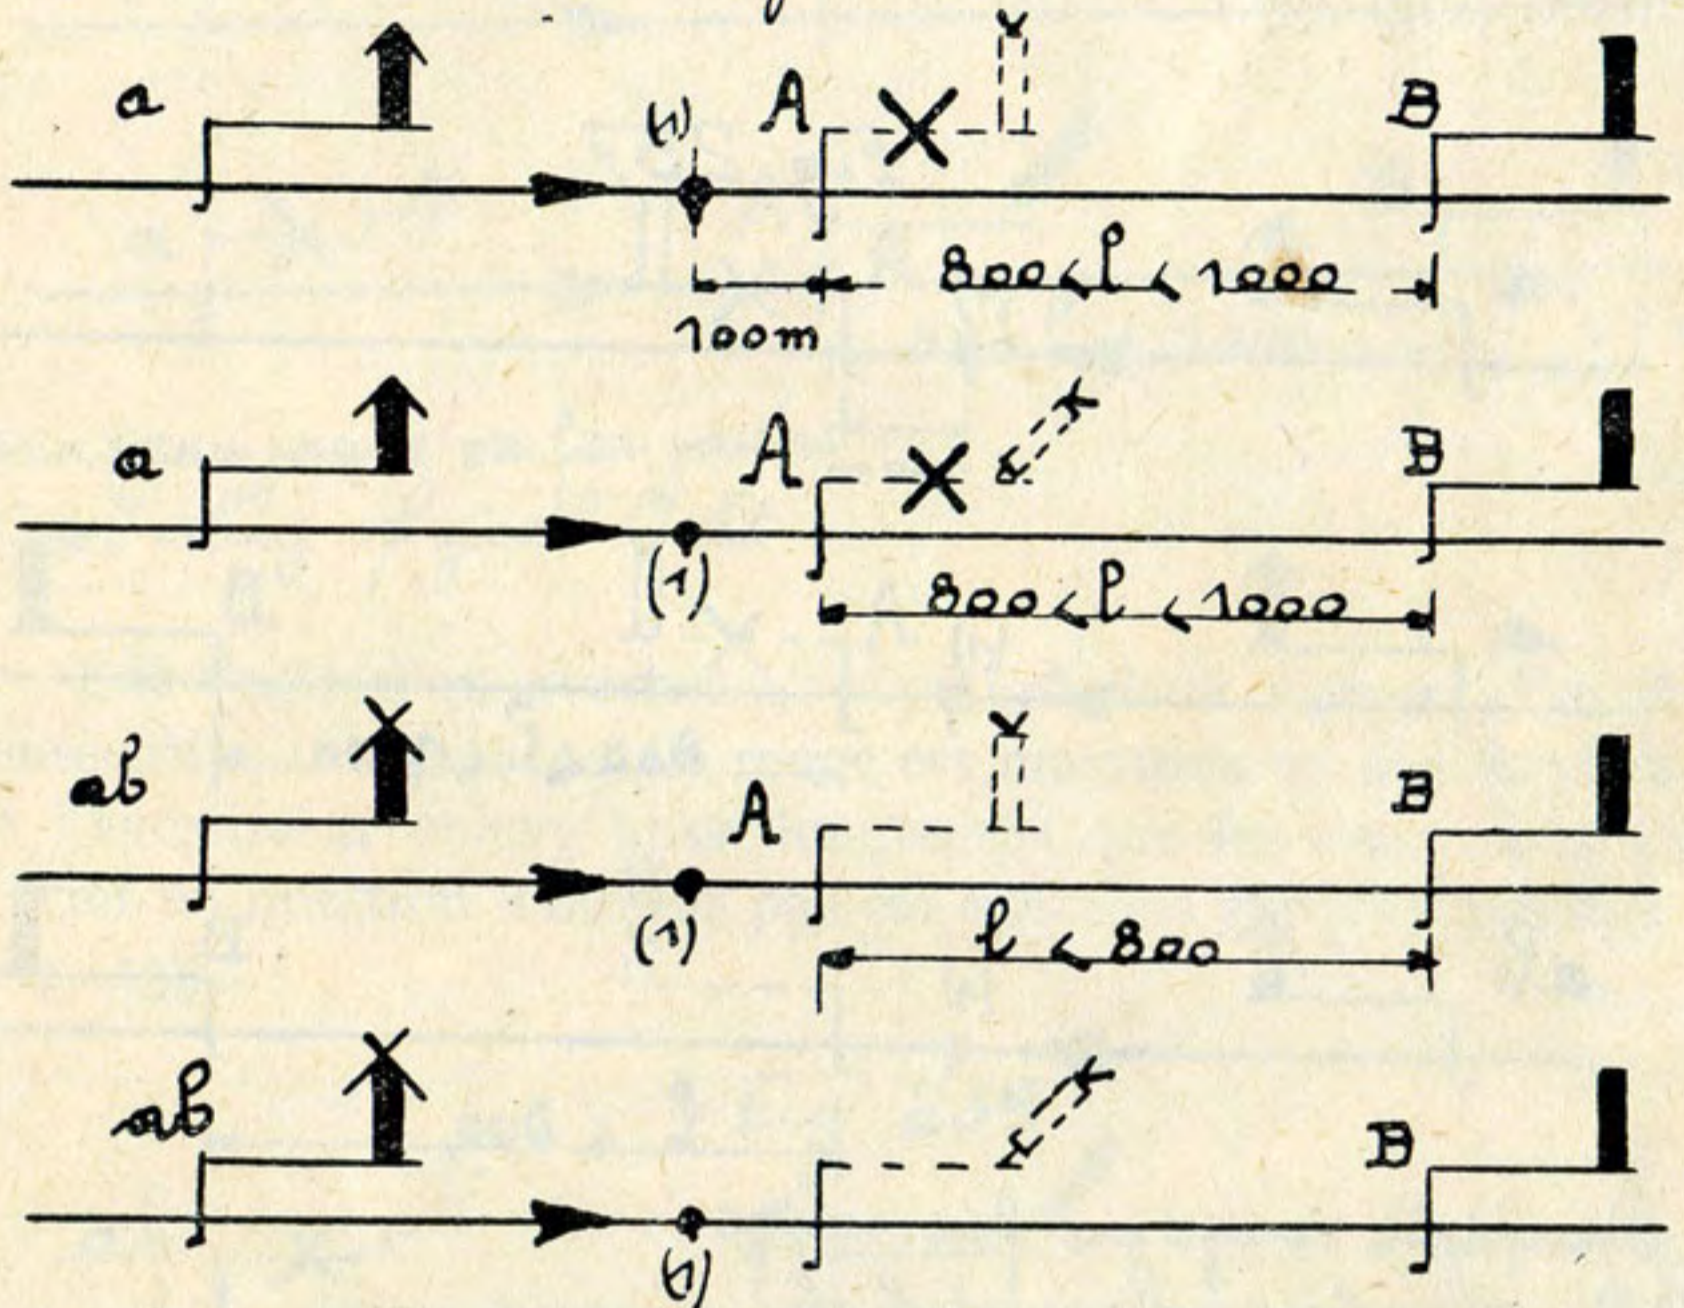 a (1) A B
800 < l < 1000
100m
a A B
(1) 800 < l < 1000
ab A B
(1) l < 800
ab B
(1)